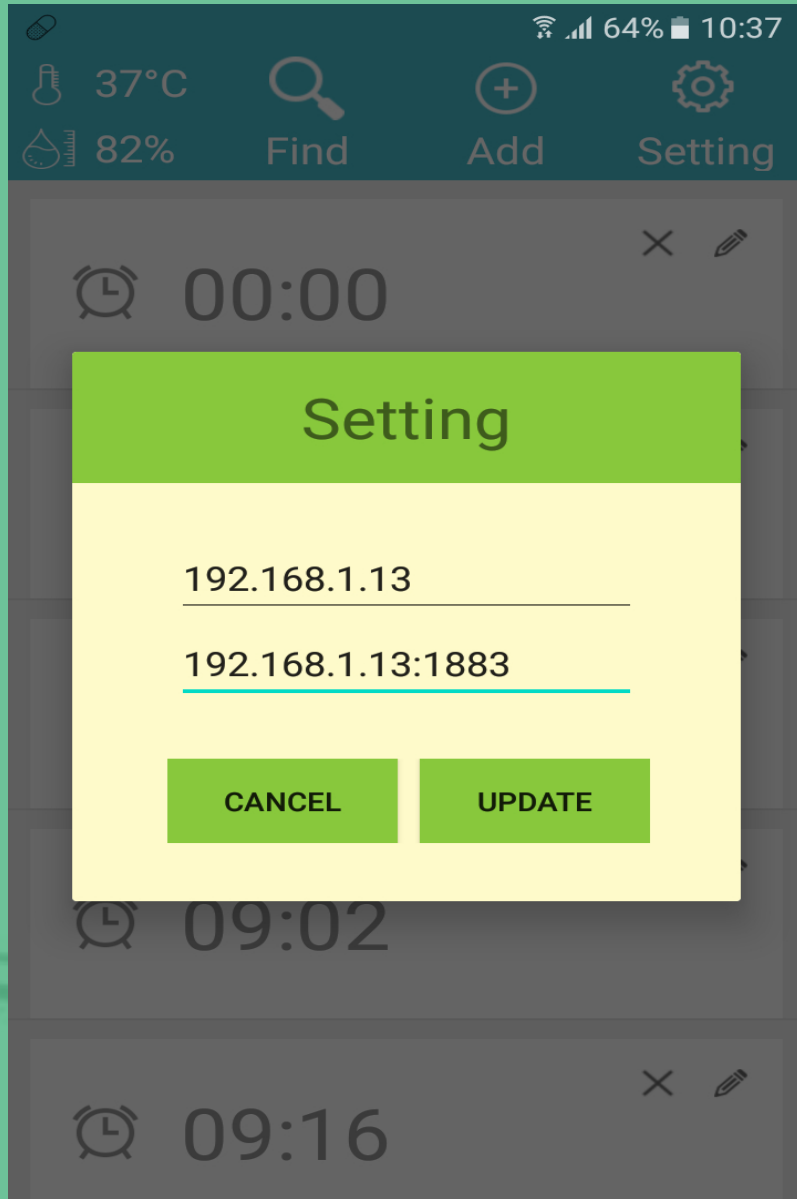 64% 10:37
37°C
82% Find Add Setting
00:00
Setting
192.168.1.13
192.168.1.13:1883
CANCEL UPDATE
09:02
09:16